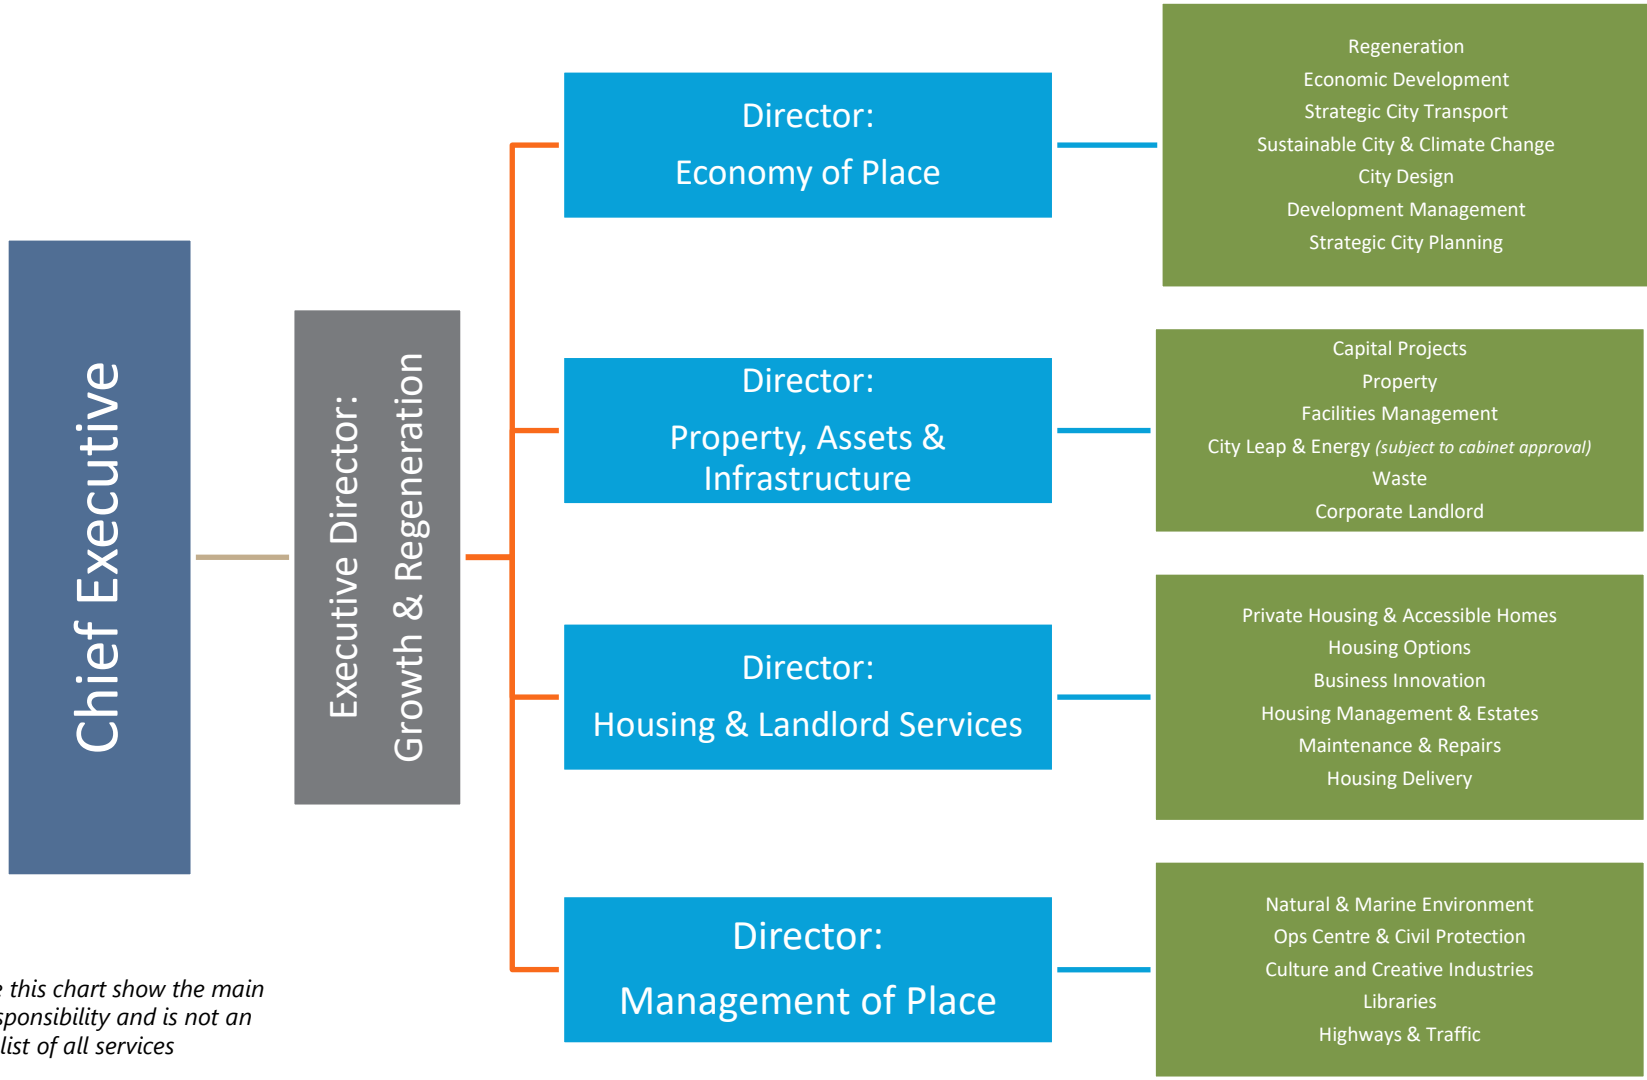 Chief Executive
Executive Director:
Growth & Regeneration
Director:
Economy of Place
Regeneration
Economic Development
Strategic City Transport
Sustainable City & Climate Change
City Design
Development Management
Strategic City Planning
Director:
Property, Assets &
Infrastructure
Capital Projects
Property
Facilities Management
City Leap & Energy (subject to cabinet approval)
Waste
Corporate Landlord
Director:
Housing & Landlord Services
Private Housing & Accessible Homes
Housing Options
Business Innovation
Housing Management & Estates
Maintenance & Repairs
Housing Delivery
Director:
Management of Place
Natural & Marine Environment
Ops Centre & Civil Protection
Culture and Creative Industries
Libraries
Highways & Traffic
this chart show the main
and is not an
list of all services